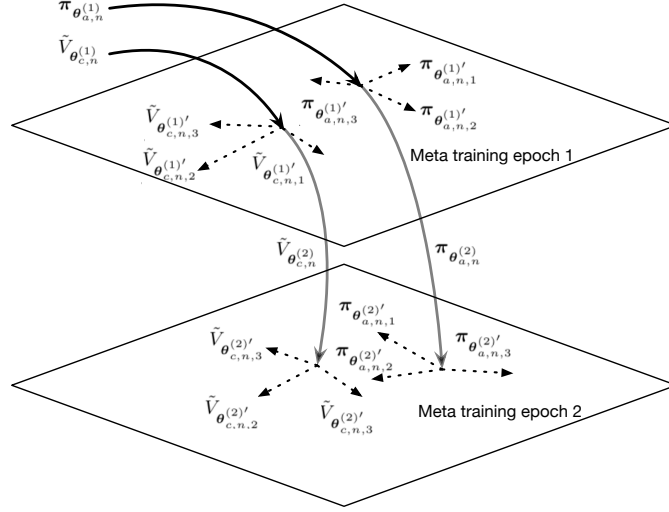 π_{θ_{a,n}^{(1)}}
Ṽ_{θ_{c,n}^{(1)}}
π_{θ_{a,n,1}^{(1)′}}
π_{θ_{a,n,3}^{(1)′}}
π_{θ_{a,n,2}^{(1)′}}
Ṽ_{θ_{c,n,3}^{(1)′}}
Ṽ_{θ_{c,n,2}^{(1)′}}
Ṽ_{θ_{c,n,1}^{(1)′}}
Meta training epoch 1
Ṽ_{θ_{c,n}^{(2)}}
π_{θ_{a,n}^{(2)}}
π_{θ_{a,n,1}^{(2)′}}
Ṽ_{θ_{c,n,3}^{(2)′}}
π_{θ_{a,n,2}^{(2)′}}
π_{θ_{a,n,3}^{(2)′}}
Ṽ_{θ_{c,n,2}^{(2)′}}
Ṽ_{θ_{c,n,3}^{(2)′}}
Meta training epoch 2